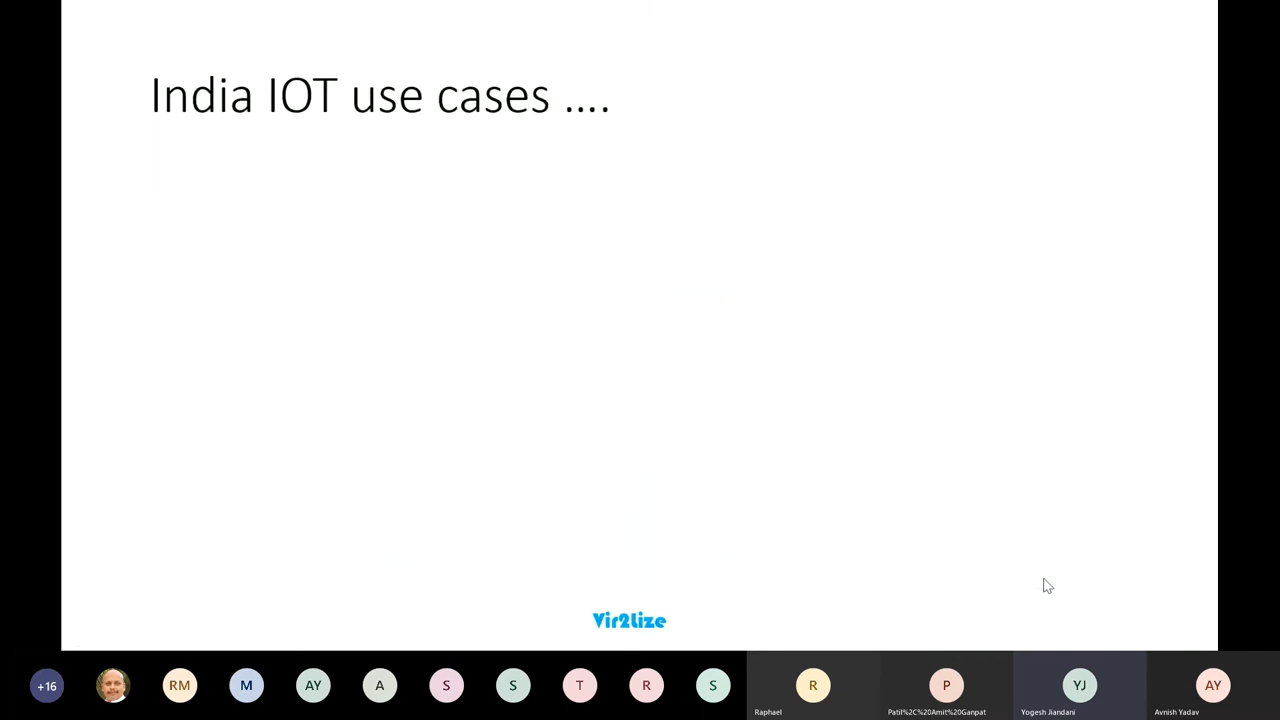 India IOT use cases ....
Vir2lize
+16
RM
M
AY
A
S
S
T
R
S
R
Raphael
P
Patil%2C%20Amit%20Ganpat
YJ
Yogesh Jiandani
AY
Avnish Yadav